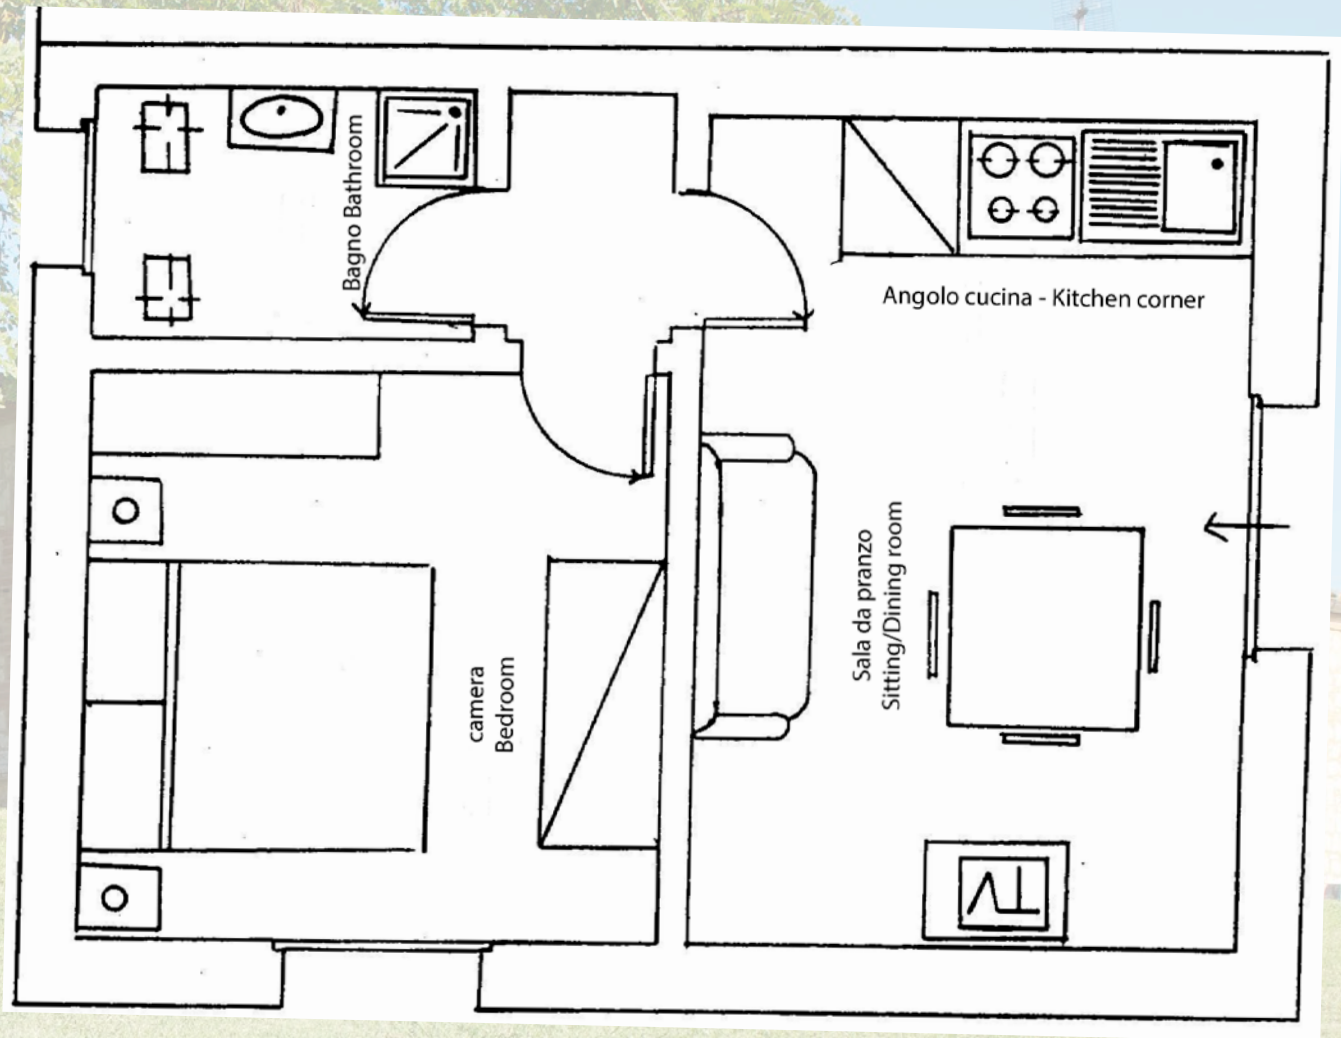 Bagno Bathroom
Angolo cucina - Kitchen corner
Sala da pranzo
Sitting/Dining room
camera
Bedroom
TV